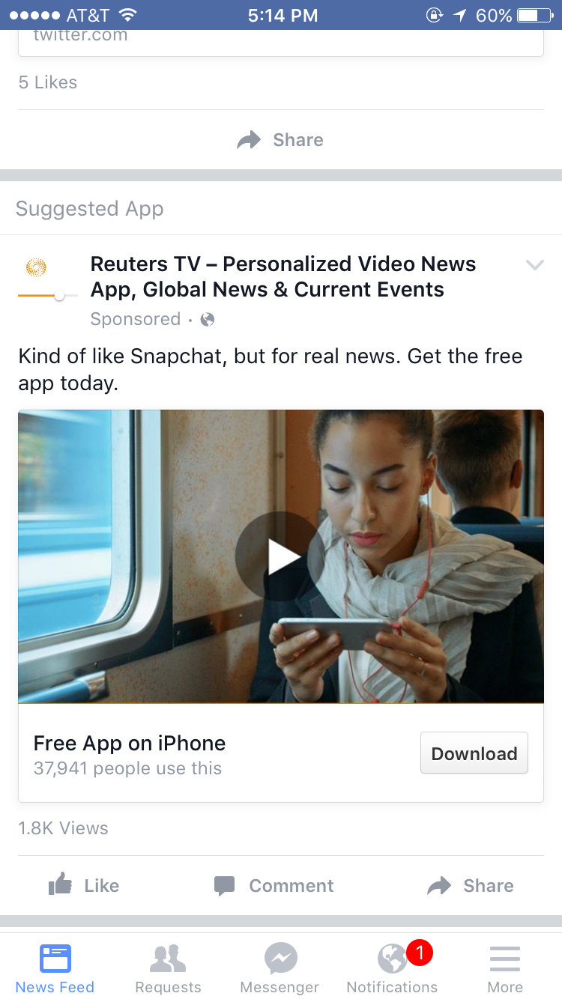 AT&T 5:14 PM 60%
twitter.com
5 Likes
Share
Suggested App
Reuters TV – Personalized Video News
App, Global News & Current Events
Sponsored ·
Kind of like Snapchat, but for real news. Get the free
app today.
Free App on iPhone
37,941 people use this
Download
1.8K Views
Like Comment Share
1
News Feed Requests Messenger Notifications More